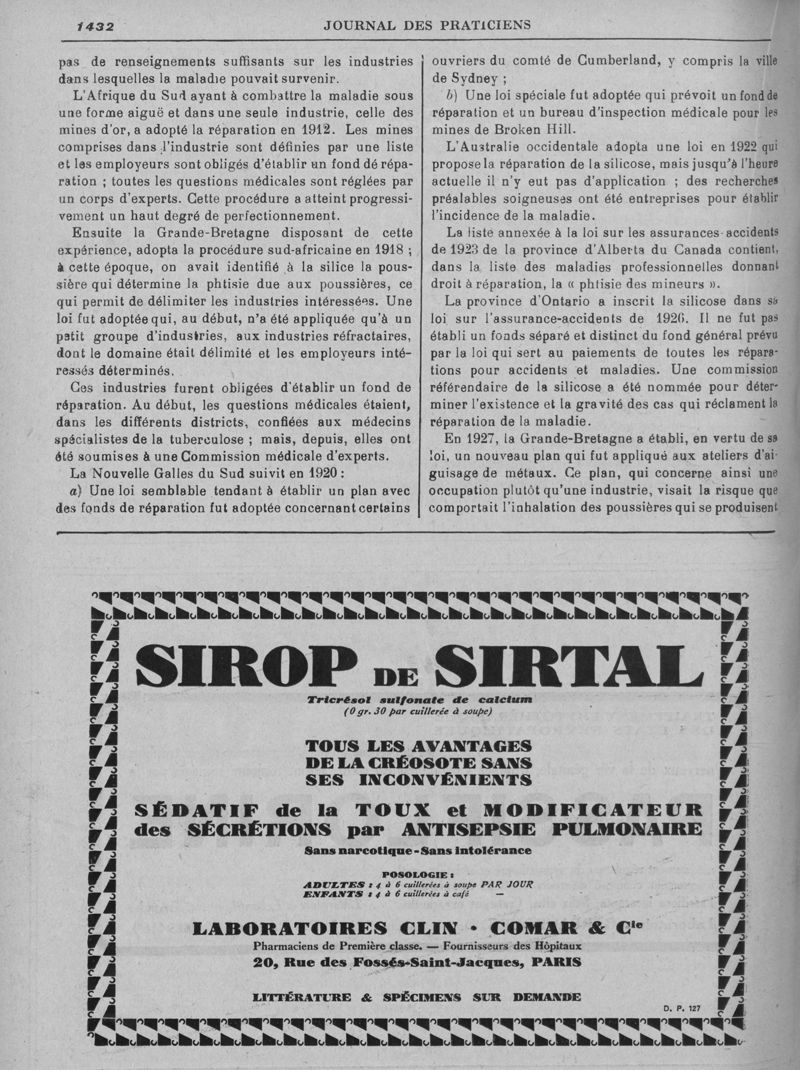 1432
JOURNAL DES PRATICIENS
pas de renseignements suffisants sur les industries
dans lesquelles la maladie pouvait survenir.
L'Afrique du Sud ayant à combattre la maladie sous
une forme aiguë et dans une seule industrie, celle des
mines d'or, a adopté la réparation en 1912. Les mines
comprises dans l'industrie sont définies par une liste
et les employeurs sont obligés d'établir un fond de répa-
ration ; toutes les questions médicales sont réglées par
un corps d'experts. Cette procédure a atteint progressi-
vement un haut degré de perfectionnement.
Ensuite la Grande-Bretagne disposant de cette
expérience, adopta la procédure sud-africaine en 1918 ;
à cette époque, on avait identifié à la silice la pous-
sière qui détermine la phtisie due aux poussières, ce
qui permit de délimiter les industries intéressées. Une
loi fut adoptée qui, au début, n'a été appliquée qu'à un
petit groupe d'industries, aux industries réfractaires,
dont le domaine était délimité et les employeurs inté-
ressés déterminés.
Ces industries furent obligées d'établir un fond de
réparation. Au début, les questions médicales étaient,
dans les différents districts, confiées aux médecins
spécialistes de la tuberculose ; mais, depuis, elles ont
été soumises à une Commission médicale d'experts.
La Nouvelle Galles du Sud suivit en 1920 :
a) Une loi semblable tendant à établir un plan avec
des fonds de réparation fut adoptée concernant certains
ouvriers du comté de Cumberland, y compris la ville
de Sydney ;
b) Une loi spéciale fut adoptée qui prévoit un fond de
réparation et un bureau d'inspection médicale pour les
mines de Broken Hill.
L'Australie occidentale adopta une loi en 1922 qui
propose la réparation de la silicose, mais jusqu'à l'heure
actuelle il n'y eut pas d'application ; des recherches
préalables soigneuses ont été entreprises pour établir
l'incidence de la maladie.
La liste annexée à la loi sur les assurances-accidents
de 1923 de la province d'Alberta du Canada contient,
dans la liste des maladies professionnelles donnant
droit à réparation, la « phtisie des mineurs ».
La province d'Ontario a inscrit la silicose dans sa
loi sur l'assurance-accidents de 1926. Il ne fut pas
établi un fonds séparé et distinct du fond général prévu
par la loi qui sert au paiements de toutes les répara-
tions pour accidents et maladies. Une commission
référendaire de la silicose a été nommée pour déter-
miner l'existence et la gravité des cas qui réclament la
réparation de la maladie.
En 1927, la Grande-Bretagne a établi, en vertu de sa
loi, un nouveau plan qui fut appliqué aux ateliers d'ai-
guisage de métaux. Ce plan, qui concerne ainsi une
occupation plutôt qu'une industrie, visait la risque que
comportait l'inhalation des poussières qui se produisent
SIROP DE SIRTAL
Tricrésol sulfonate de calcium
(0 gr. 30 par cuillerée à soupe)
TOUS LES AVANTAGES
DE LA CRÉOSOTE SANS
SES INCONVÉNIENTS
SÉDATIF de la TOUX et MODIFICATEUR
des SÉCRÉTIONS par ANTISEPSIE PULMONAIRE
Sans narcotique - Sans intolérance
POSOLOGIE :
ADULTES : 4 à 6 cuillerées à soupe PAR JOUR
ENFANTS : 4 à 6 cuillerées à café —
LABORATOIRES CLIN · COMAR & Cie
Pharmaciens de Première classe. — Fournisseurs des Hôpitaux
20, Rue des Fossés-Saint-Jacques, PARIS
LITTÉRATURE & SPÉCIMENS SUR DEMANDE
D. P. 127